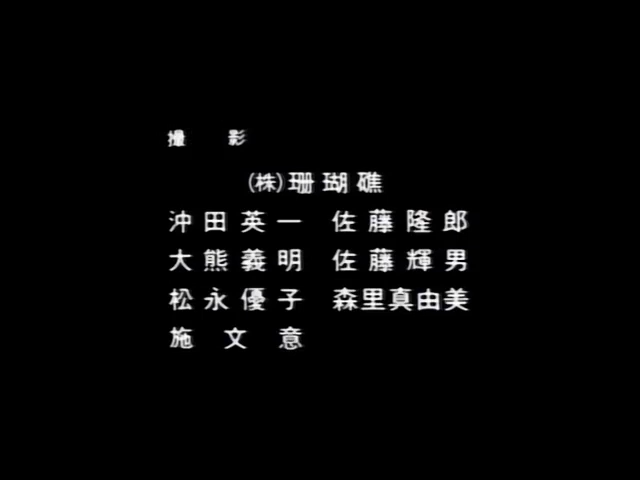 撮影
(株)珊瑚礁
沖田英一 佐藤隆郎
大熊義明 佐藤輝男
松永優子 森里真由美
施文意